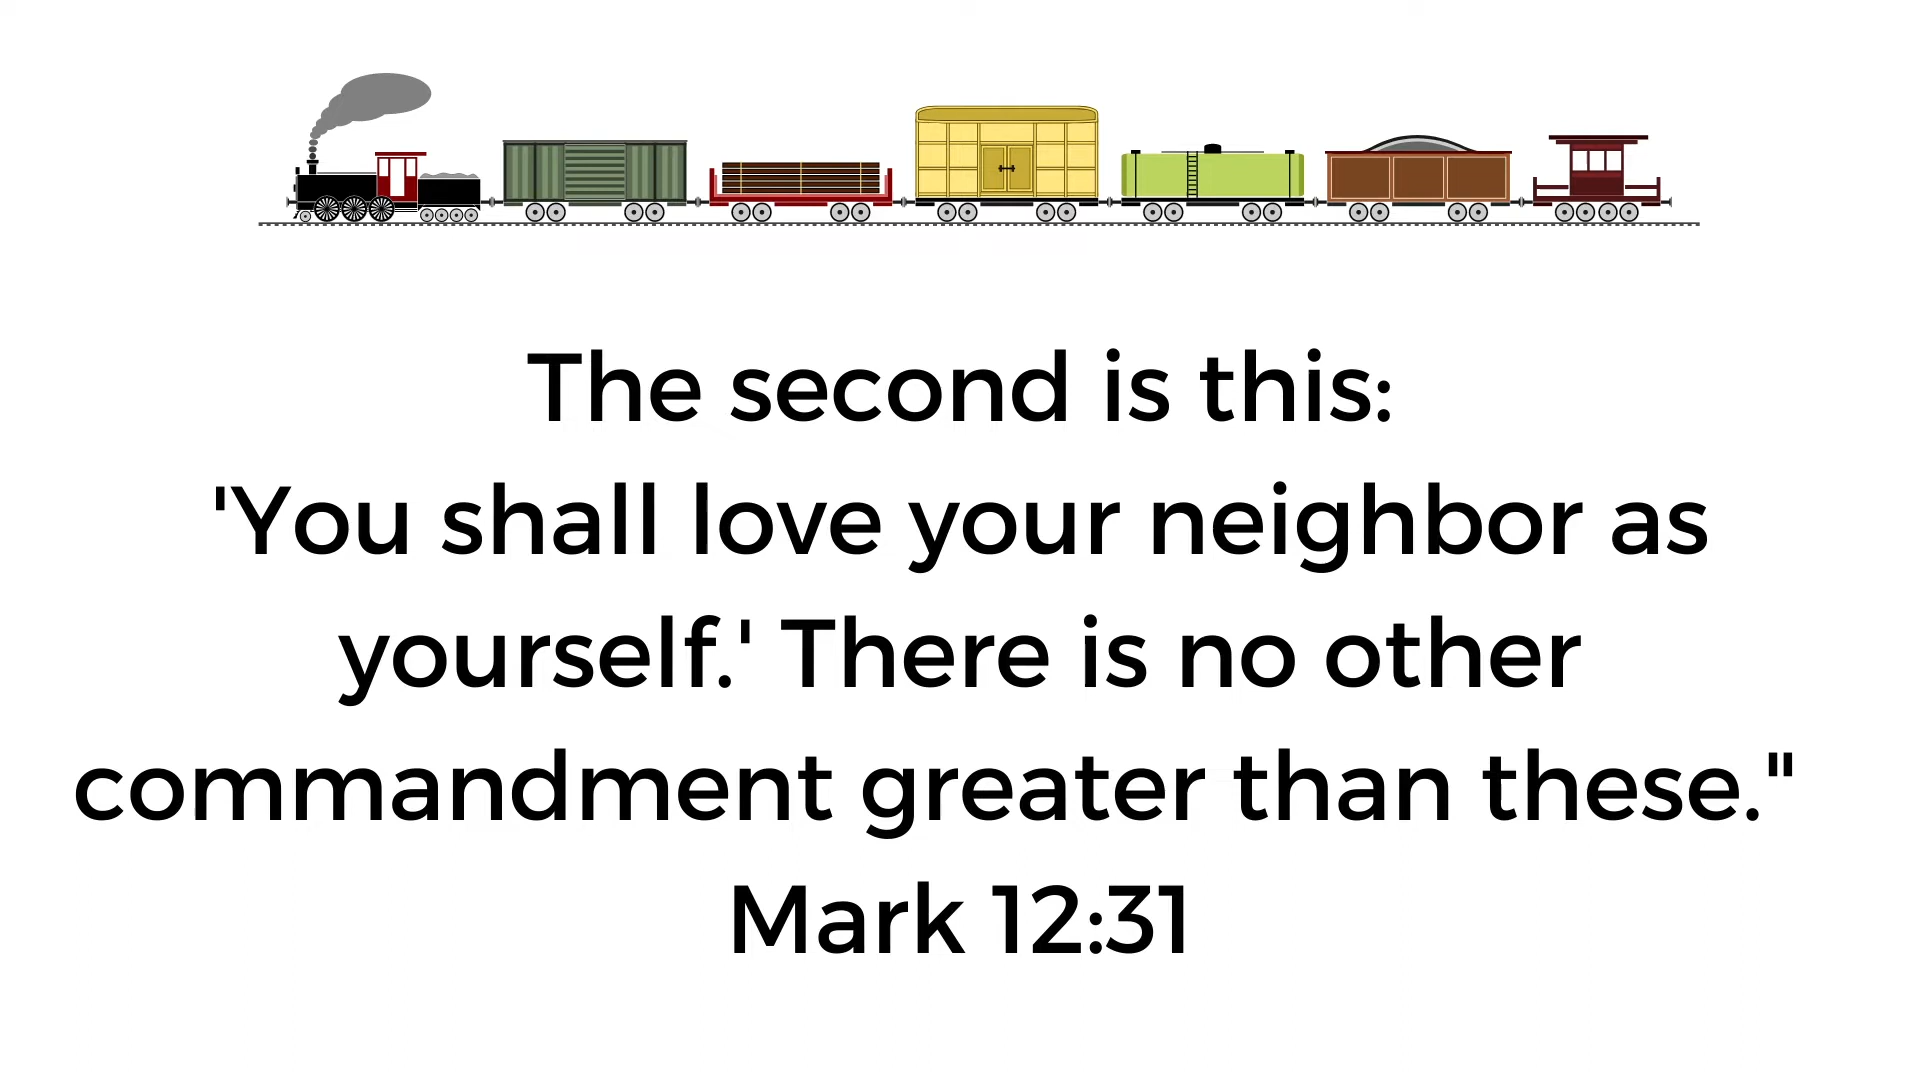 The second is this:
'You shall love your neighbor as
yourself.' There is no other
commandment greater than these."
Mark 12:31